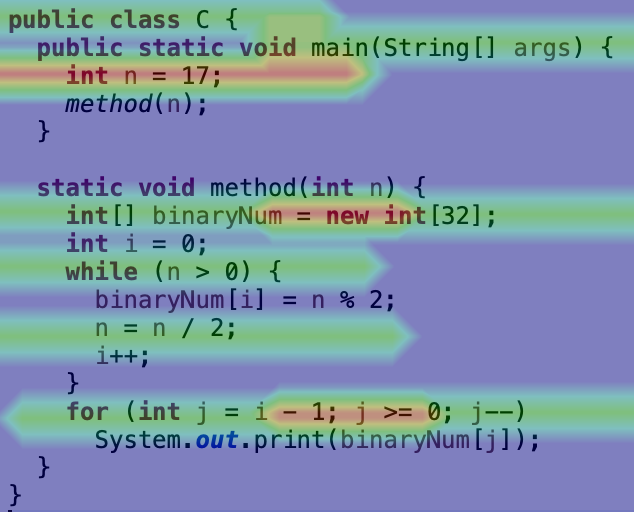 public class C {
  public static void main(String[] args) {
    int n = 17;
    method(n);
  }

  static void method(int n) {
    int[] binaryNum = new int[32];
    int i = 0;
    while (n > 0) {
      binaryNum[i] = n % 2;
      n = n / 2;
      i++;
    }
    for (int j = i - 1; j >= 0; j--)
      System.out.print(binaryNum[j]);
  }
}